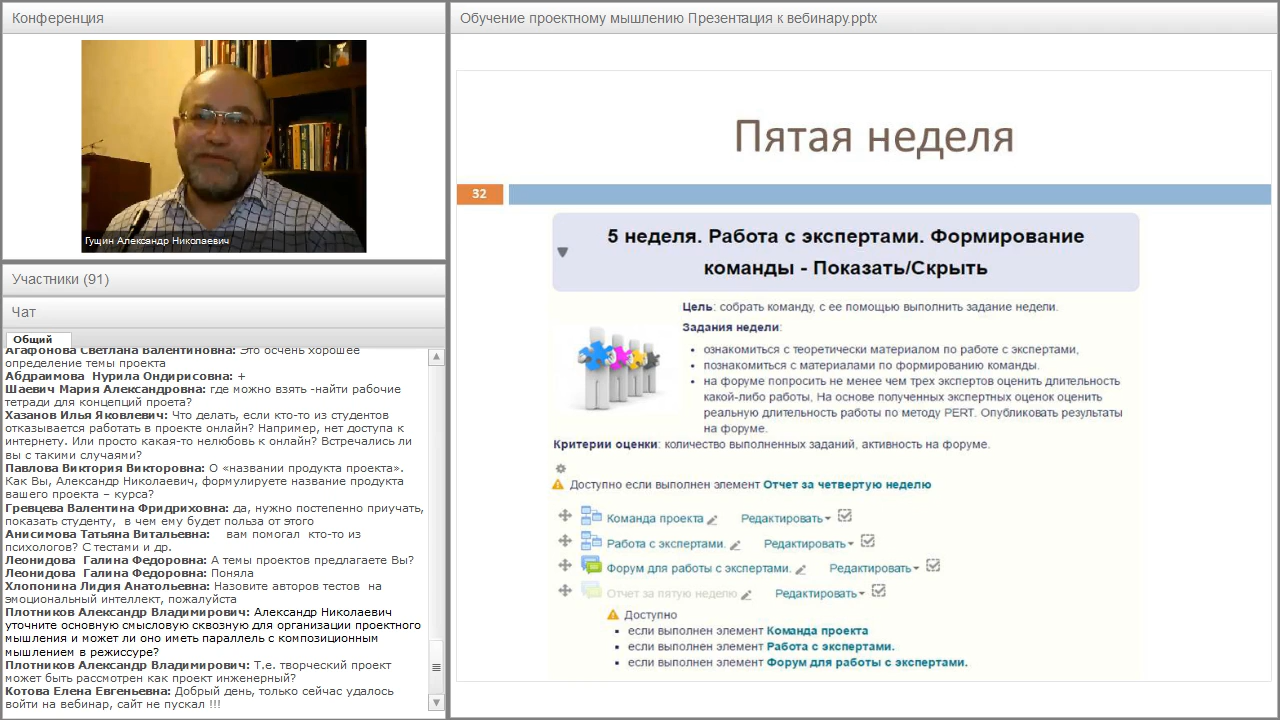 Конференция
Гущин Александр Николаевич
Участники (91)
Чат
Общий
Агафонова Светлана Валентиновна: Это осчень хорошее
определение темы проекта
Абдраимова  Нурила Ондирисовна: +
Шаевич Мария Александровна: где можно взять -найти рабочие
тетради для концепций проета?
Хазанов Илья Яковлевич: Что делать, если кто-то из студентов
отказывается работать в проекте онлайн? Например, нет доступа к
интернету. Или просто какая-то нелюбовь к онлайн? Встречались ли
вы с такими случаями?
Павлова Виктория Викторовна: О «названии продукта проекта».
Как Вы, Александр Николаевич, формулируете название продукта
вашего проекта – курса?
Гревцева Валентина Фридриховна: да, нужно постепенно приучать,
показать студенту,  в чем ему будет польза от этого
Анисимова Татьяна Витальевна:    вам помогал  кто-то из
психологов? С тестами и др.
Леонидова  Галина Федоровна: А темы проектов предлагаете Вы?
Леонидова  Галина Федоровна: Поняла
Хлопонина Лидия Анатольевна: Назовите авторов тестов  на
эмоциональный интеллект, пожалуйста
Плотников Александр Владимирович: Александр Николаевич
уточните основную смысловую сквозную для организации проектного
мышления и может ли оно иметь параллель с композиционным
мышлением в режиссуре?
Плотников Александр Владимирович: Т.е. творческий проект
может быть рассмотрен как проект инженерный?
Котова Елена Евгеньевна: Добрый день, только сейчас удалось
войти на вебинар, сайт не пускал !!!
Обучение проектному мышлению Презентация к вебинару.pptx
Пятая неделя
32
5 неделя. Работа с экспертами. Формирование
команды - Показать/Скрыть
Цель: собрать команду, с ее помощью выполнить задание недели.
Задания недели:
ознакомиться с теоретически материалом по работе с экспертами,
познакомиться с материалами по формированию команды.
на форуме попросить не менее чем трех экспертов оценить длительность
какой-либо работы, На основе полученных экспертных оценок оценить
реальную длительность работы по методу PERT. Опубликовать результаты
на форуме.
Критерии оценки: количество выполненных заданий, активность на форуме.
Доступно если выполнен элемент Отчет за четвертую неделю
Команда проекта Редактировать
Работа с экспертами. Редактировать
Форум для работы с экспертами. Редактировать
Отчет за пятую неделю Редактировать
Доступно
если выполнен элемент Команда проекта
если выполнен элемент Работа с экспертами.
если выполнен элемент Форум для работы с экспертами.